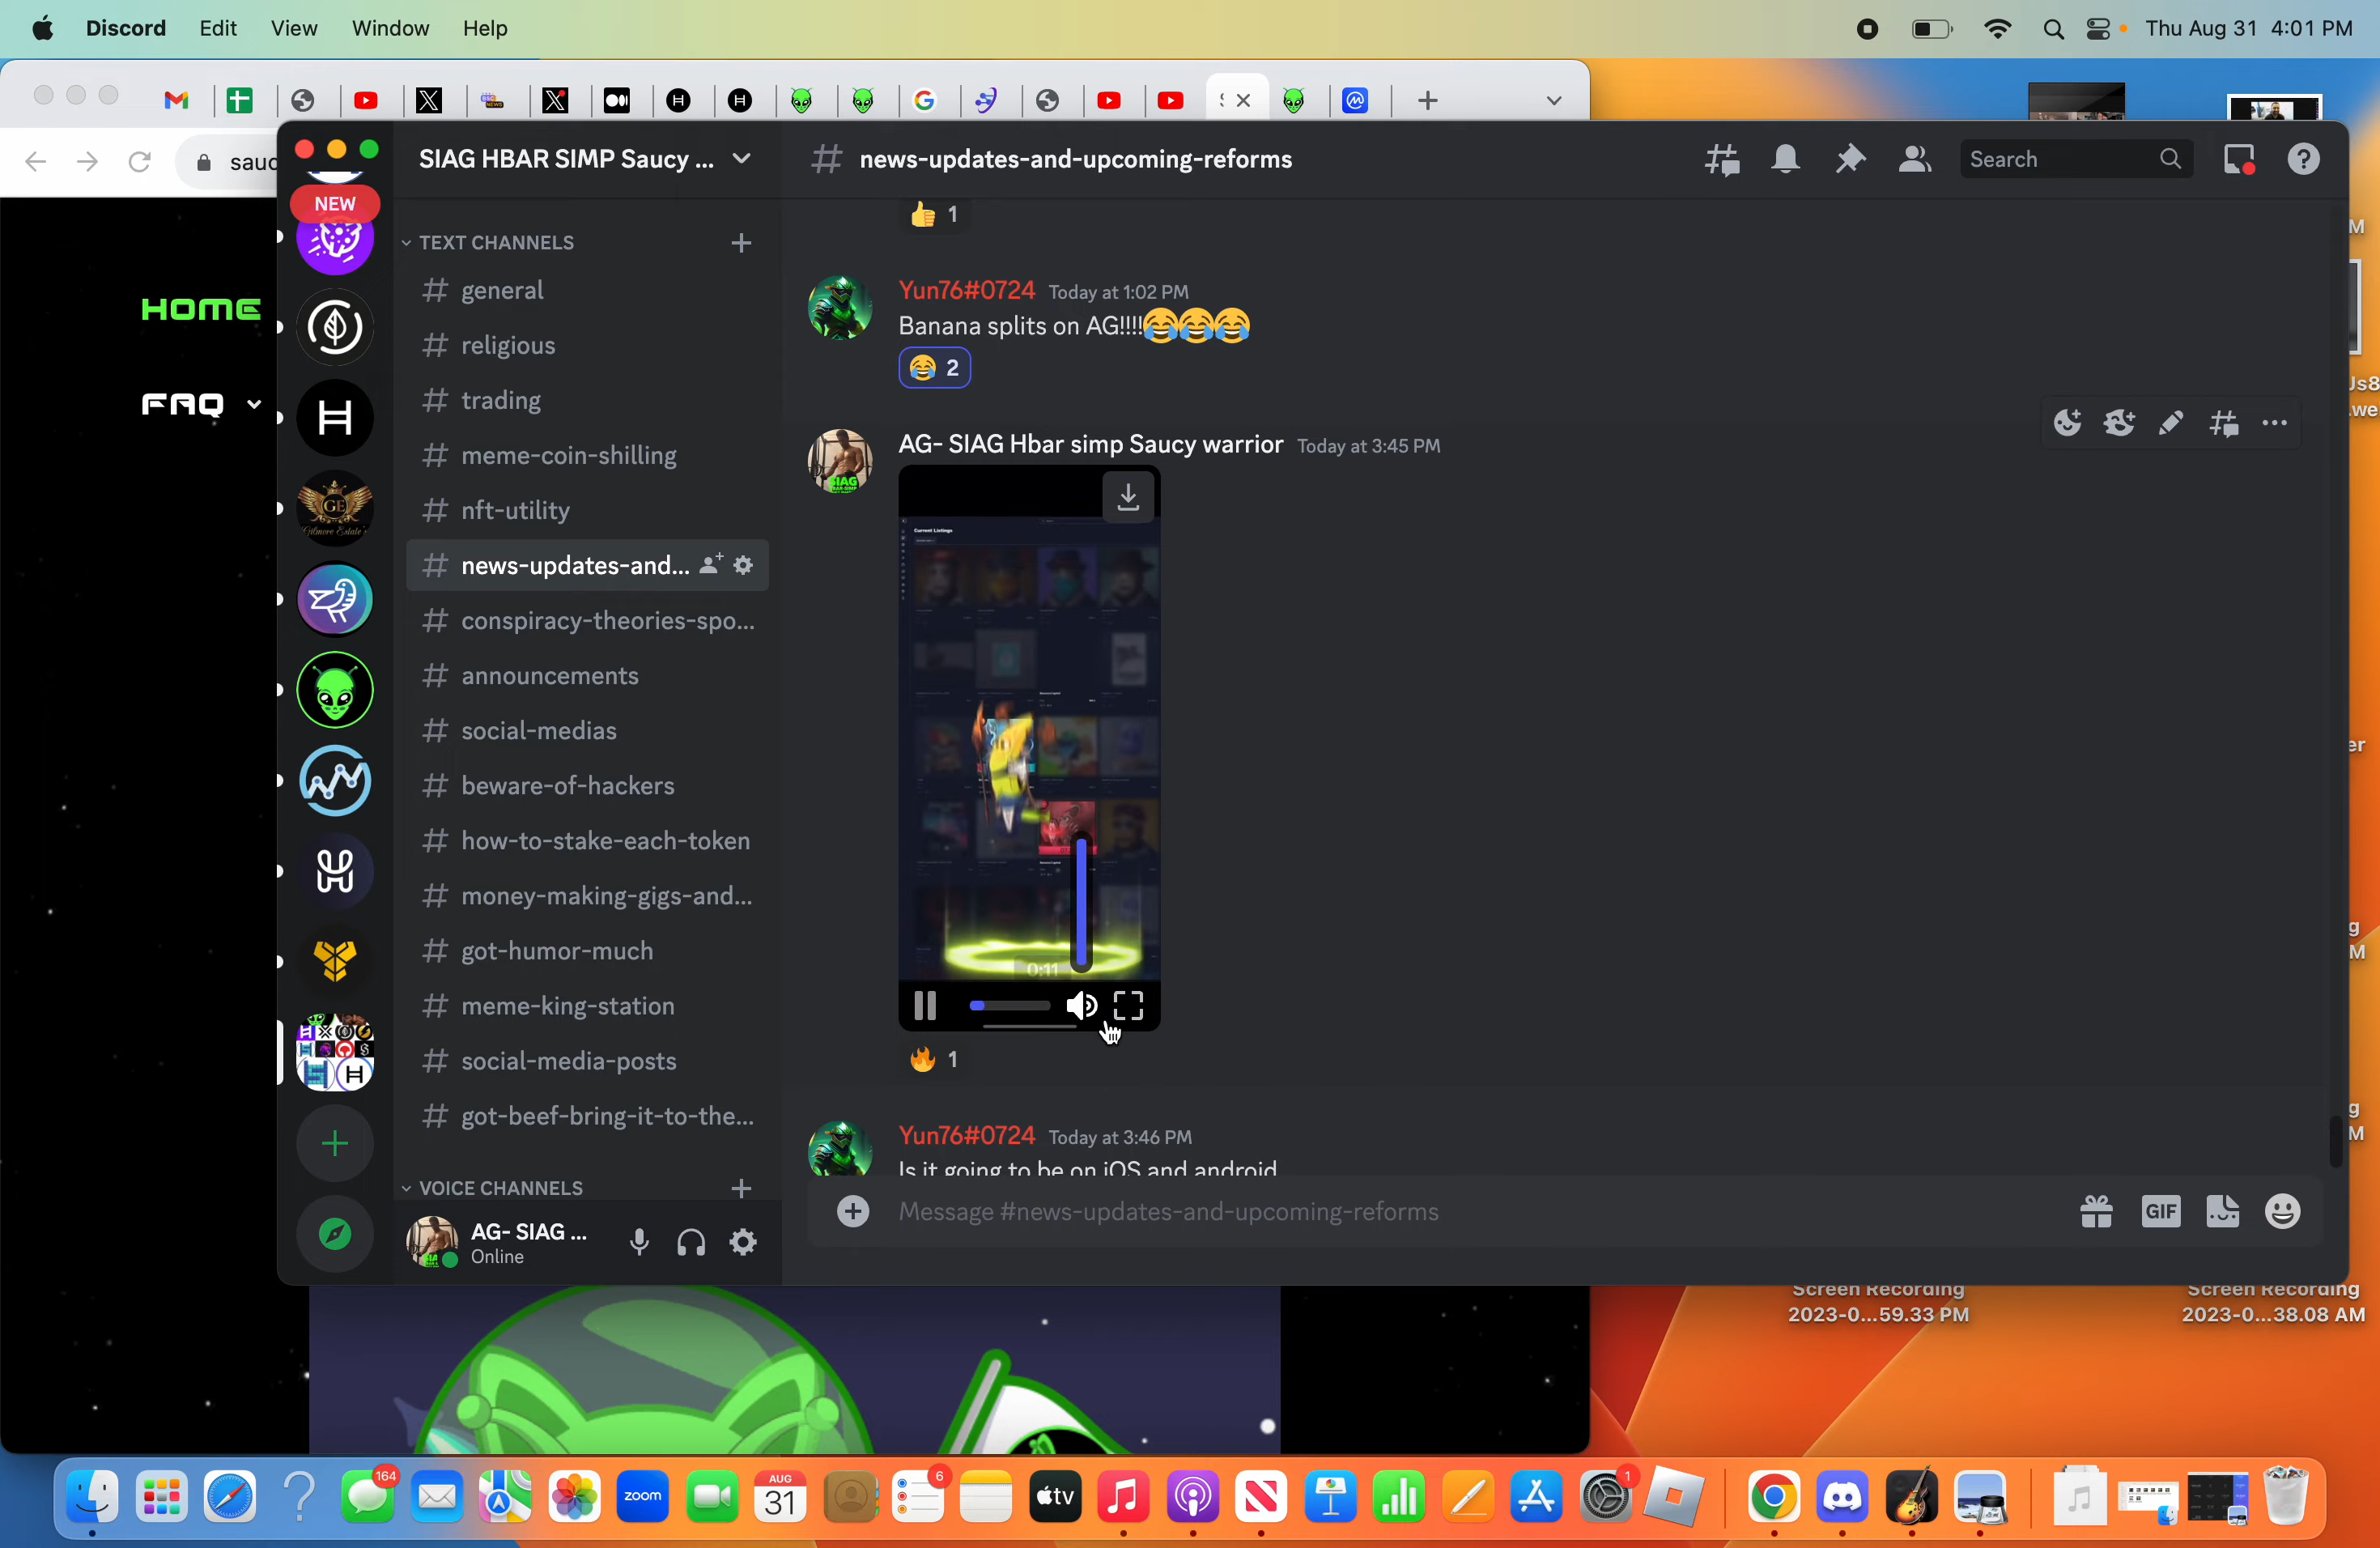 Discord Edit View Window Help
Thu Aug 31 4:01 PM
sauc
NEW
HOME
FAQ
SIAG HBAR SIMP Saucy ...
TEXT CHANNELS
general
religious
trading
meme-coin-shilling
nft-utility
news-updates-and...
conspiracy-theories-spo...
announcements
social-medias
beware-of-hackers
how-to-stake-each-token
money-making-gigs-and...
got-humor-much
meme-king-station
social-media-posts
got-beef-bring-it-to-the...
VOICE CHANNELS
AG- SIAG ...
Online
# news-updates-and-upcoming-reforms
Search
👍 1
Yun76#0724 Today at 1:02 PM
Banana splits on AG!!!!😂😂😂
😂 2
AG- SIAG Hbar simp Saucy warrior Today at 3:45 PM
Current Listings
0:11
🔥 1
Yun76#0724 Today at 3:46 PM
Is it going to be on iOS and android
Message #news-updates-and-upcoming-reforms
GIF
Screen Recording
2023-0...59.33 PM
Screen Recording
2023-0...38.08 AM
164
zoom
AUG
31
6
tv
1